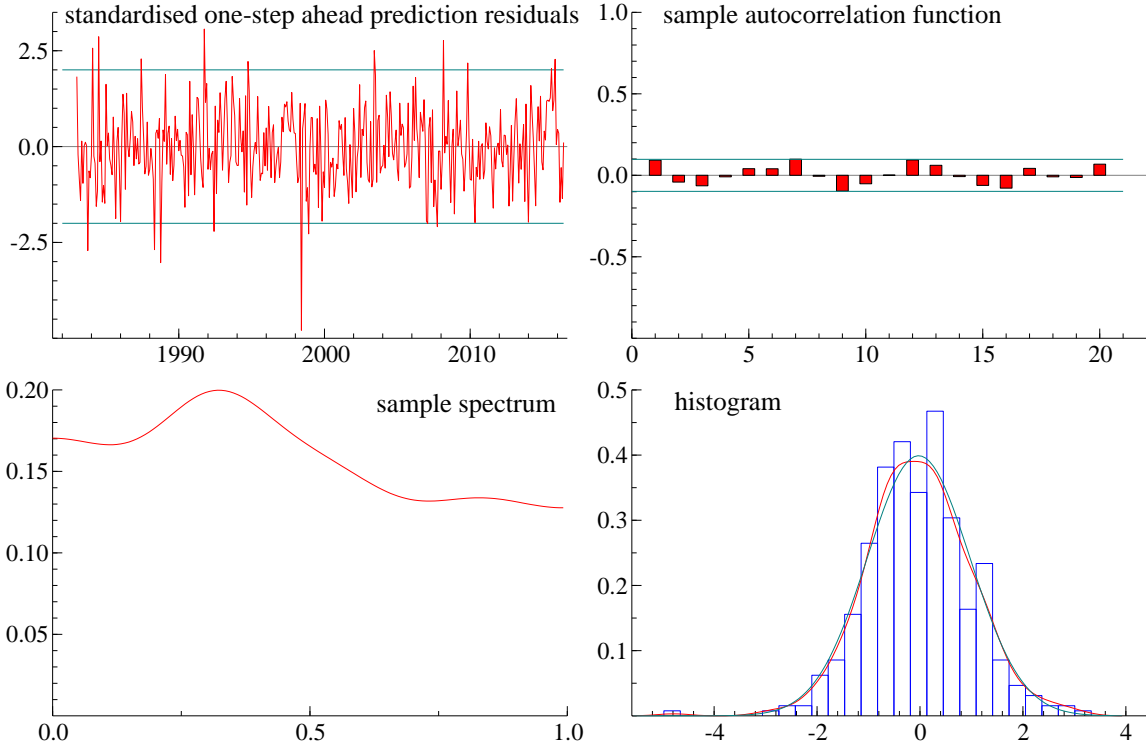 standardised one-step ahead prediction residuals
2.5
0.0
-2.5
1990 2000 2010
sample autocorrelation function
1.0
0.5
0.0
-0.5
0 5 10 15 20
sample spectrum
0.20
0.15
0.10
0.05
0.0 0.5 1.0
histogram
0.5
0.4
0.3
0.2
0.1
-4 -2 0 2 4